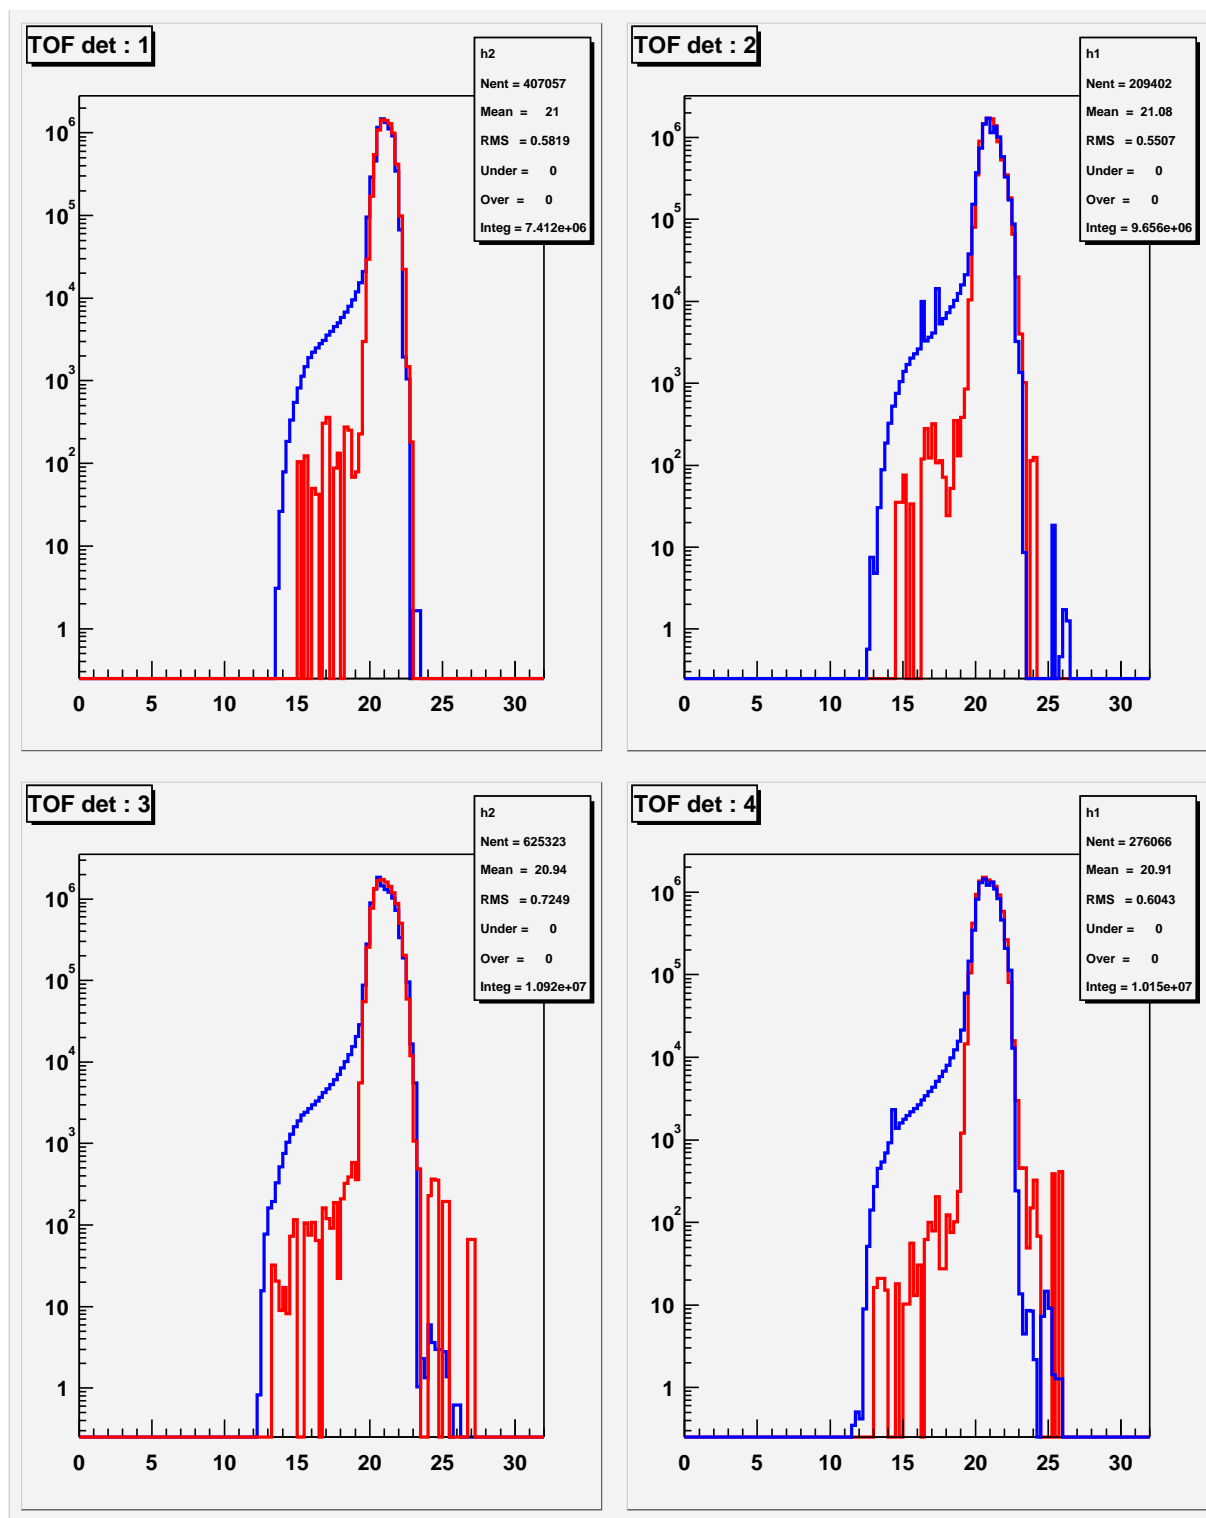 TOF det : 1
h2
Nent = 407057
Mean = 21
RMS = 0.5819
Under = 0
Over = 0
Integ = 7.412e+06
10^6
10^5
10^4
10^3
10^2
10
1
0 5 10 15 20 25 30
TOF det : 2
h1
Nent = 209402
Mean = 21.08
RMS = 0.5507
Under = 0
Over = 0
Integ = 9.656e+06
10^6
10^5
10^4
10^3
10^2
10
1
0 5 10 15 20 25 30
TOF det : 3
h2
Nent = 625323
Mean = 20.94
RMS = 0.7249
Under = 0
Over = 0
Integ = 1.092e+07
10^6
10^5
10^4
10^3
10^2
10
1
0 5 10 15 20 25 30
TOF det : 4
h1
Nent = 276066
Mean = 20.91
RMS = 0.6043
Under = 0
Over = 0
Integ = 1.015e+07
10^6
10^5
10^4
10^3
10^2
10
1
0 5 10 15 20 25 30